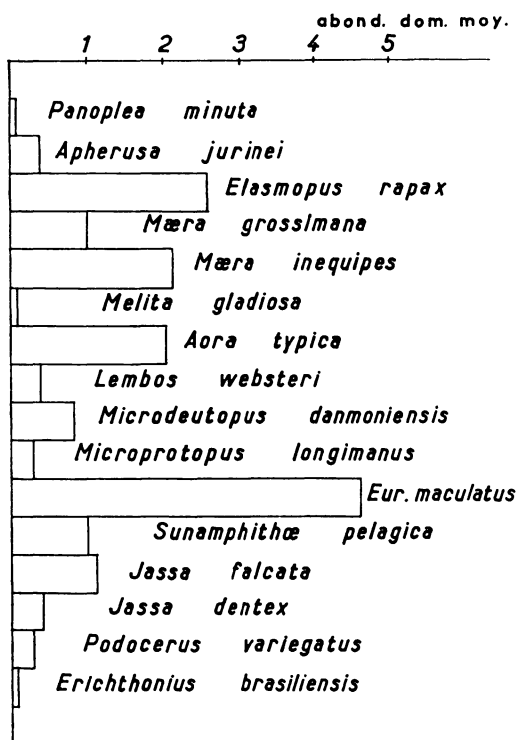 abond. dom. moy.
1 2 3 4 5
Panoplea minuta
Apherusa jurinei
Elasmopus rapax
Mæra grosslmana
Mæra inequipes
Melita gladiosa
Aora typica
Lembos websteri
Microdeutopus danmoniensis
Microprotopus longimanus
Eur. maculatus
Sunamphithœ pelagica
Jassa falcata
Jassa dentex
Podocerus variegatus
Erichthonius brasiliensis